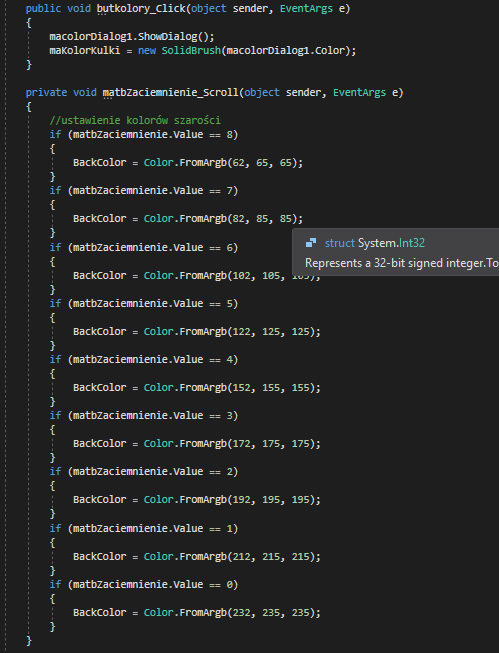 public void butkolory_Click(object sender, EventArgs e)
{
macolorDialog1.ShowDialog();
maKolorKulki = new SolidBrush(macolorDialog1.Color);
}
private void matbZaciemnienie_Scroll(object sender, EventArgs e)
{
//ustawienie kolorów szarości
if (matbZaciemnienie.Value == 8)
{
BackColor = Color.FromArgb(62, 65, 65);
}
if (matbZaciemnienie.Value == 7)
{
BackColor = Color.FromArgb(82, 85, 85);
}
struct System.Int32
if (matbZaciemnienie.Value == 6)
{
Represents a 32-bit signed integer.To
BackColor = Color.FromArgb(102, 105, 105);
}
if (matbZaciemnienie.Value == 5)
{
BackColor = Color.FromArgb(122, 125, 125);
}
if (matbZaciemnienie.Value == 4)
{
BackColor = Color.FromArgb(152, 155, 155);
}
if (matbZaciemnienie.Value == 3)
{
BackColor = Color.FromArgb(172, 175, 175);
}
if (matbZaciemnienie.Value == 2)
{
BackColor = Color.FromArgb(192, 195, 195);
}
if (matbZaciemnienie.Value == 1)
{
BackColor = Color.FromArgb(212, 215, 215);
}
if (matbZaciemnienie.Value == 0)
{
BackColor = Color.FromArgb(232, 235, 235);
}
}